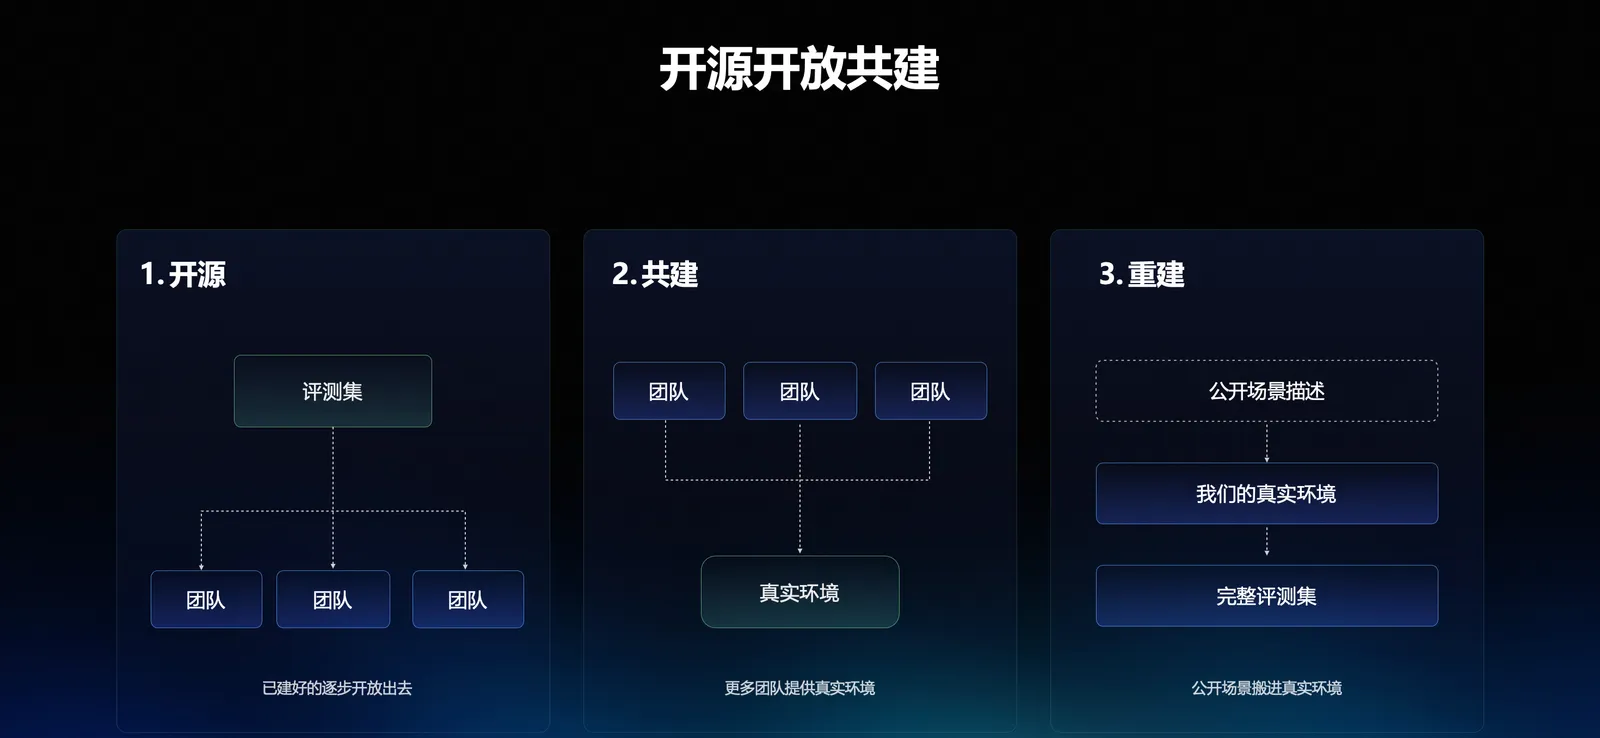 开源开放共建
1. 开源
评测集
团队
团队
团队
已建好的逐步开放出去
2. 共建
团队
团队
团队
真实环境
更多团队提供真实环境
3. 重建
公开场景描述
我们的真实环境
完整评测集
公开场景搬进真实环境